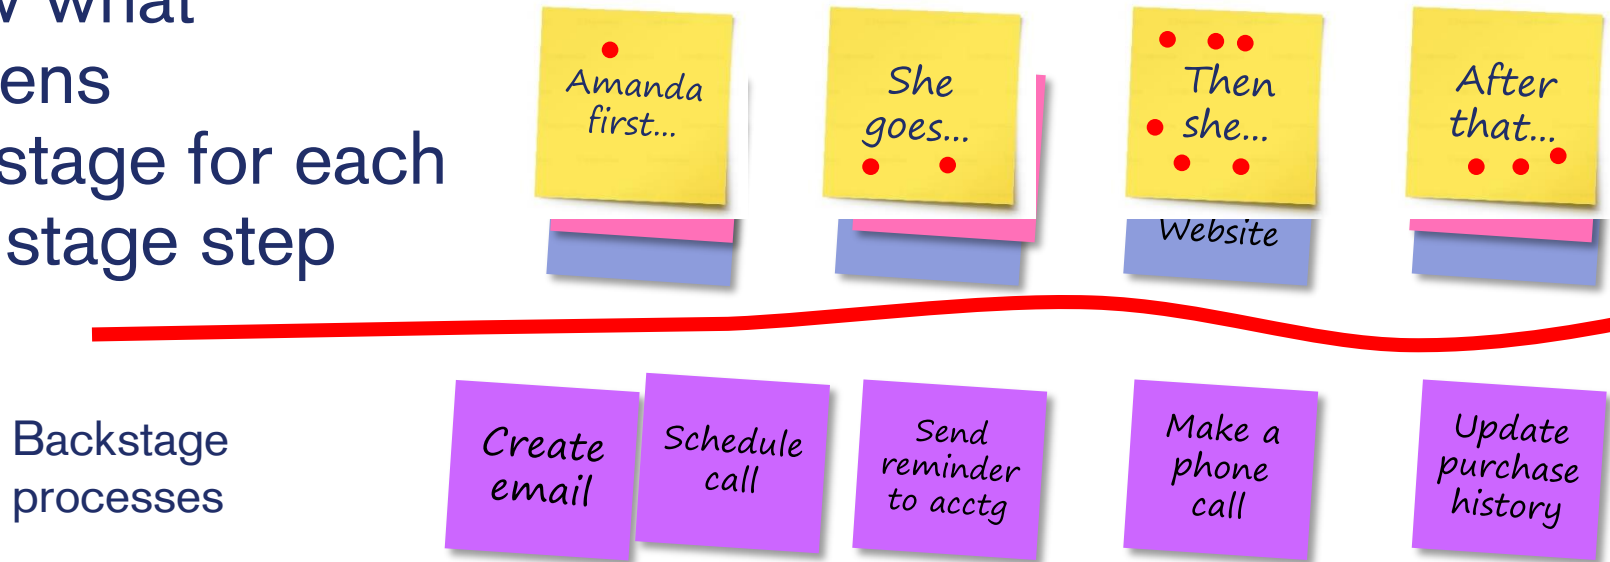 what
ens
stage for each
stage step
Amanda
first...
She
goes...
Then
she...
After
that...
Website
Backstage
processes
Create
email
Schedule
call
Send
reminder
to acctg
Make a
phone
call
Update
purchase
history